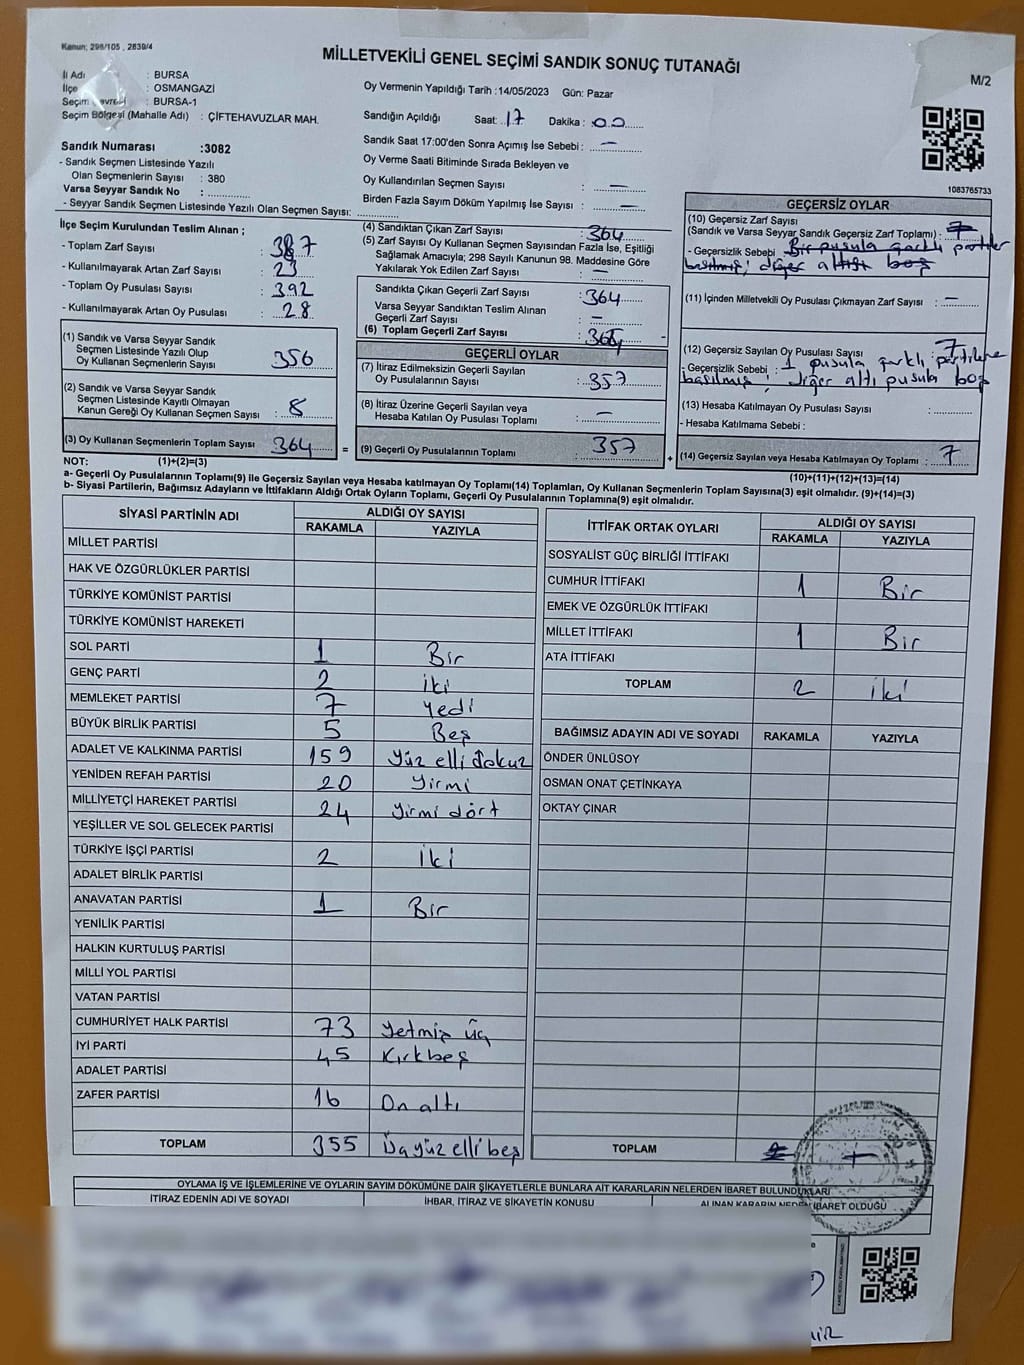 Kanun; 298/105 , 2839/4
MİLLETVEKİLİ GENEL SEÇİMİ SANDIK SONUÇ TUTANAĞI
M/2
İl Adı : BURSA
İlçe : OSMANGAZİ
Seçim Çevresi : BURSA-1
Seçim Bölgesi (Mahalle Adı) : ÇİFTEHAVUZLAR MAH.
Sandık Numarası :3082
- Sandık Seçmen Listesinde Yazılı
Olan Seçmenlerin Sayısı : 380
Varsa Seyyar Sandık No :
- Seyyar Sandık Seçmen Listesinde Yazılı Olan Seçmen Sayısı:
Oy Vermenin Yapıldığı Tarih :14/05/2023 Gün: Pazar
Sandığın Açıldığı Saat: 17 Dakika: 00
Sandık Saat 17:00'den Sonra Açımış İse Sebebi : —
Oy Verme Saati Bitiminde Sırada Bekleyen ve
Oy Kullandırılan Seçmen Sayısı : —
Birden Fazla Sayım Döküm Yapılmış İse Sayısı : —
1083765733
İlçe Seçim Kurulundan Teslim Alınan ;
- Toplam Zarf Sayısı : 387
- Kullanılmayarak Artan Zarf Sayısı : 23
- Toplam Oy Pusulası Sayısı : 392
- Kullanılmayarak Artan Oy Pusulası : 28
(1) Sandık ve Varsa Seyyar Sandık
Seçmen Listesinde Yazılı Olup
Oy Kullanan Seçmenlerin Sayısı : 356
(2) Sandık ve Varsa Seyyar Sandık
Seçmen Listesinde Kayıtlı Olmayan
Kanun Gereği Oy Kullanan Seçmen Sayısı : 8
(3) Oy Kullanan Seçmenlerin Toplam Sayısı 364 =
(4) Sandıktan Çıkan Zarf Sayısı : 364
(5) Zarf Sayısı Oy Kullanan Seçmen Sayısından Fazla İse, Eşitliği
Sağlamak Amacıyla; 298 Sayılı Kanunun 98. Maddesine Göre
Yakılarak Yok Edilen Zarf Sayısı : —
Sandıkta Çıkan Geçerli Zarf Sayısı : 364
Varsa Seyyar Sandıktan Teslim Alınan
Geçerli Zarf Sayısı : —
(6) Toplam Geçerli Zarf Sayısı : 364
GEÇERLİ OYLAR
(7) İtiraz Edilmeksizin Geçerli Sayılan
Oy Pusulalarının Sayısı : 357
(8) İtiraz Üzerine Geçerli Sayılan veya
Hesaba Katılan Oy Pusulası Toplamı : —
(9) Geçerli Oy Pusulalarının Toplamı : 357 +
GEÇERSİZ OYLAR
(10) Geçersiz Zarf Sayısı
(Sandık ve Varsa Seyyar Sandık Geçersiz Zarf Toplamı) : 7
- Geçersizlik Sebebi : Bir pusula farklı partiler
basılmış; diğer altısı boş
(11) İçinden Milletvekili Oy Pusulası Çıkmayan Zarf Sayısı : —
(12) Geçersiz Sayılan Oy Pusulası Sayısı : 7
Geçersizlik Sebebi : 1 pusula farklı partilere
basılmış; diğer altı pusula boş
(13) Hesaba Katılmayan Oy Pusulası Sayısı :
- Hesaba Katılmama Sebebi :
(14) Geçersiz Sayılan veya Hesaba Katılmayan Oy Toplamı : 7
NOT: (1)+(2)=(3)
(10)+(11)+(12)+(13)=(14)
a- Geçerli Oy Pusulalarının Toplamı(9) ile Geçersiz Sayılan veya Hesaba katılmayan Oy Toplamı(14) Toplamları, Oy Kullanan Seçmenlerin Toplam Sayısına(3) eşit olmalıdır. (9)+(14)=(3)
b- Siyasi Partilerin, Bağımsız Adayların ve İttifakların Aldığı Ortak Oyların Toplamı, Geçerli Oy Pusulalarının Toplamına(9) eşit olmalıdır.
SİYASİ PARTİNİN ADI ALDIĞI OY SAYISI
RAKAMLA YAZIYLA
MİLLET PARTİSİ
HAK VE ÖZGÜRLÜKLER PARTİSİ
TÜRKİYE KOMÜNİST PARTİSİ
TÜRKİYE KOMÜNİST HAREKETİ
SOL PARTİ 1 Bir
GENÇ PARTİ 2 iki
MEMLEKET PARTİSİ 7 Yedi
BÜYÜK BİRLİK PARTİSİ 5 Beş
ADALET VE KALKINMA PARTİSİ 159 Yüz elli dokuz
YENİDEN REFAH PARTİSİ 20 Yirmi
MİLLİYETÇİ HAREKET PARTİSİ 24 Yirmi dört
YEŞİLLER VE SOL GELECEK PARTİSİ
TÜRKİYE İŞÇİ PARTİSİ 2 İki
ADALET BİRLİK PARTİSİ
ANAVATAN PARTİSİ 1 Bir
YENİLİK PARTİSİ
HALKIN KURTULUŞ PARTİSİ
MİLLİ YOL PARTİSİ
VATAN PARTİSİ
CUMHURİYET HALK PARTİSİ 73 Yetmiş üç
İYİ PARTİ 45 Kırkbeş
ADALET PARTİSİ
ZAFER PARTİSİ 16 On altı
TOPLAM 355 Üçyüz elli beş
İTTİFAK ORTAK OYLARI ALDIĞI OY SAYISI
RAKAMLA YAZIYLA
SOSYALİST GÜÇ BİRLİĞİ İTTİFAKI
CUMHUR İTTİFAKI 1 Bir
EMEK VE ÖZGÜRLÜK İTTİFAKI
MİLLET İTTİFAKI 1 Bir
ATA İTTİFAKI
TOPLAM 2 İki
BAĞIMSIZ ADAYIN ADI VE SOYADI RAKAMLA YAZIYLA
ÖNDER ÜNLÜSOY
OSMAN ONAT ÇETİNKAYA
OKTAY ÇINAR
TOPLAM
OYLAMA İŞ VE İŞLEMLERİNE VE OYLARIN SAYIM DÖKÜMÜNE DAİR ŞİKAYETLERLE BUNLARA AİT KARARLARIN NELERDEN İBARET BULUNDUKLARI
İTİRAZ EDENİN ADI VE SOYADI İHBAR, İTİRAZ VE ŞİKAYETİN KONUSU ALINAN KARARIN NEDEN İBARET OLDUĞU